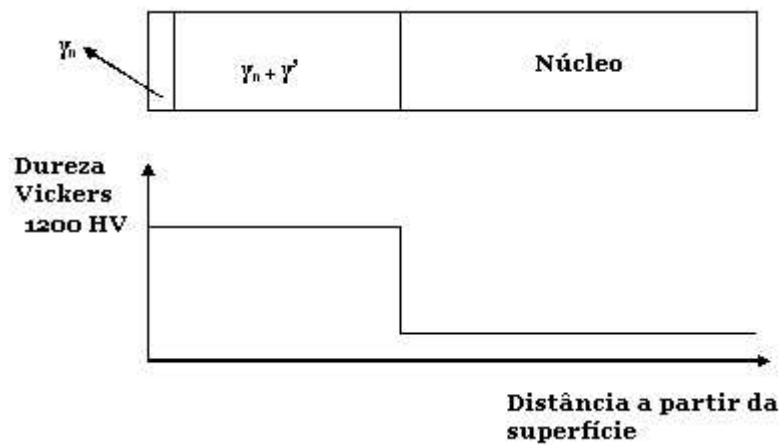 γₙ
γₙ + γ'
Núcleo
Dureza
Vickers
1200 HV
Distância a partir da
superfície